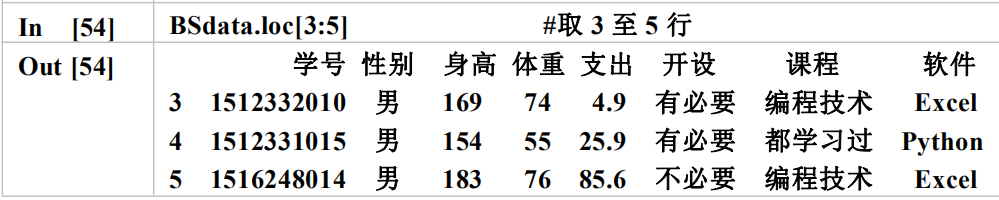 In [54] BSdata.loc[3:5] #取 3 至 5 行
Out [54] 学号 性别 身高 体重 支出 开设 课程 软件
3 1512332010 男 169 74 4.9 有必要 编程技术 Excel
4 1512331015 男 154 55 25.9 有必要 都学习过 Python
5 1516248014 男 183 76 85.6 不必要 编程技术 Excel